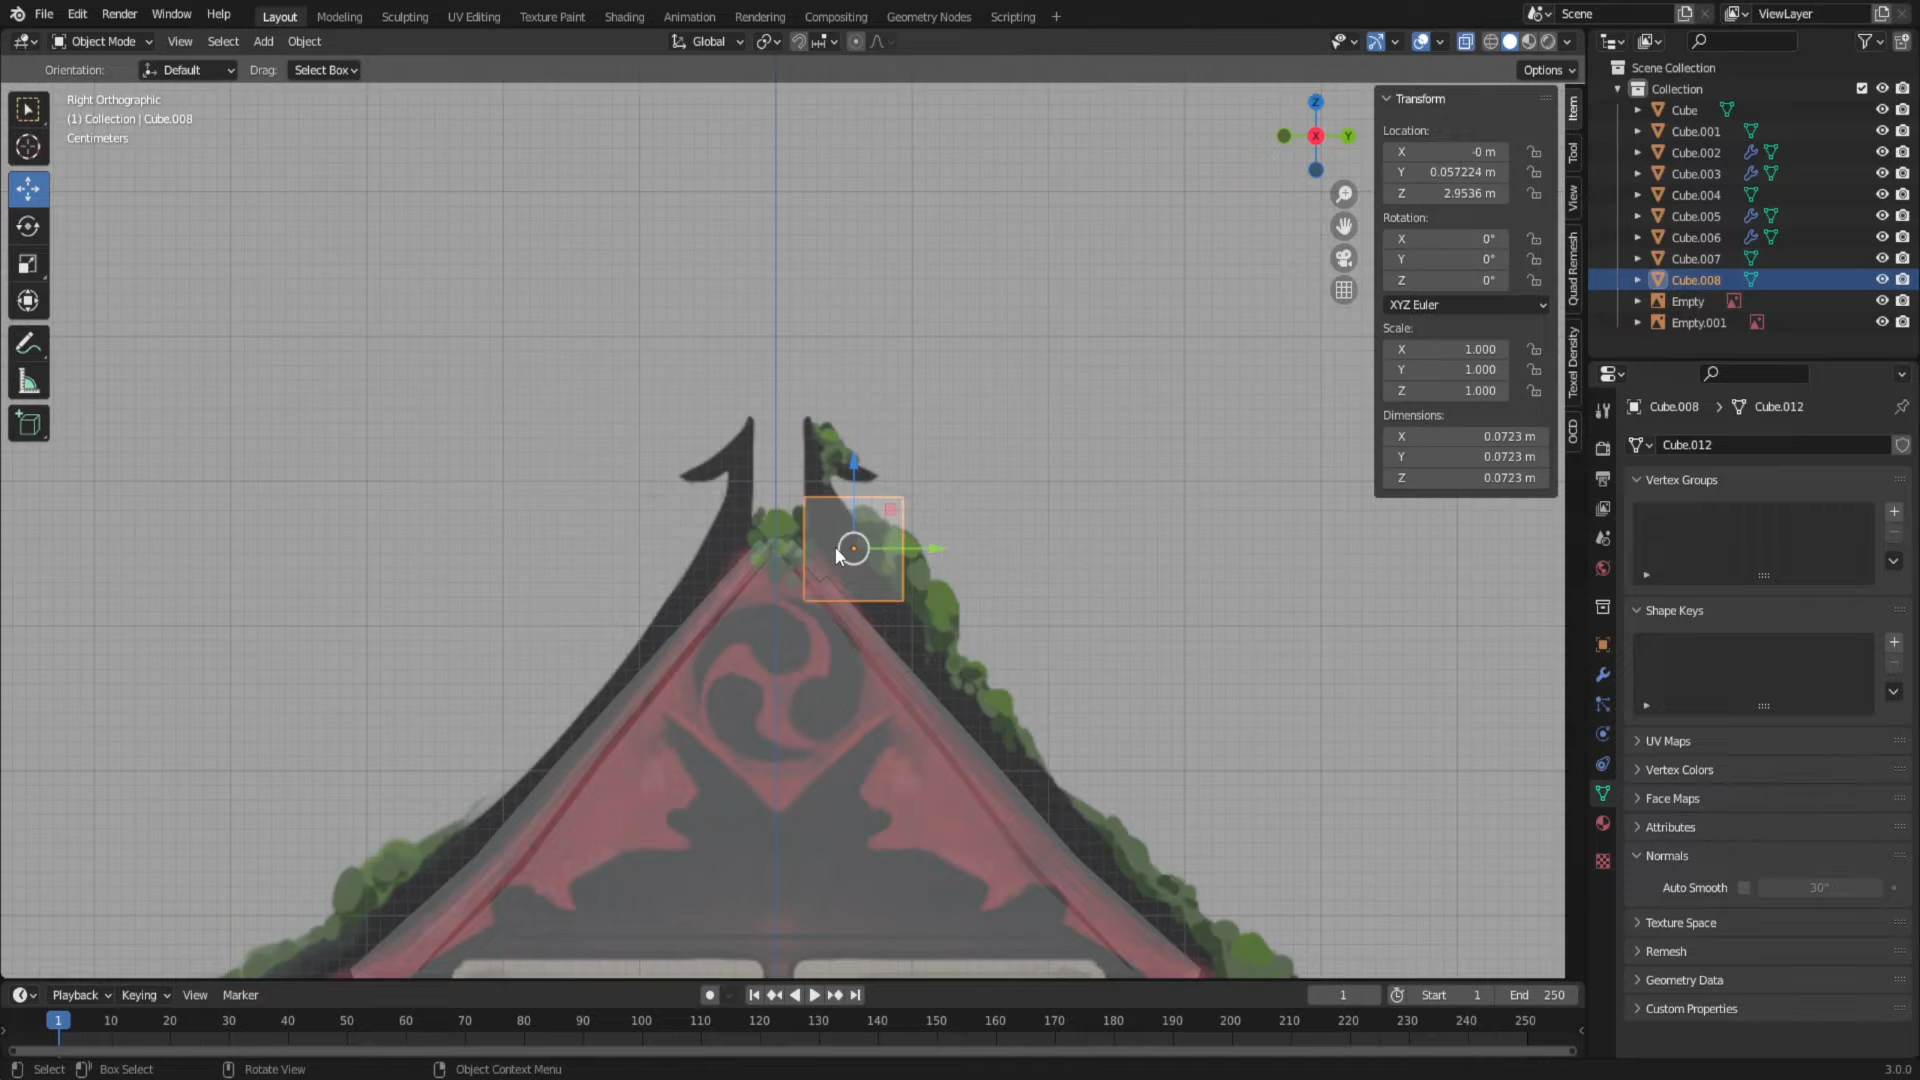 File Edit Render Window Help Layout Modeling Sculpting UV Editing Texture Paint Shading Animation Rendering Compositing Geometry Nodes Scripting + Scene ViewLayer
Object Mode View Select Add Object Global
Orientation: Default Drag: Select Box Options
Right Orthographic
(1) Collection | Cube.008
Centimeters
Z
X
Y
Transform
Location:
X -0 m
Y 0.057224 m
Z 2.9536 m
Rotation:
X 0°
Y 0°
Z 0°
XYZ Euler
Scale:
X 1.000
Y 1.000
Z 1.000
Dimensions:
X 0.0723 m
Y 0.0723 m
Z 0.0723 m
Item
Tool
View
Quad Remesh
Texel Density
OCD
Scene Collection
Collection
Cube
Cube.001
Cube.002
Cube.003
Cube.004
Cube.005
Cube.006
Cube.007
Cube.008
Empty
Empty.001
Cube.008 > Cube.012
Cube.012
Vertex Groups
Shape Keys
UV Maps
Vertex Colors
Face Maps
Attributes
Normals
Auto Smooth 30°
Texture Space
Remesh
Geometry Data
Custom Properties
Playback Keying View Marker 1 Start 1 End 250
1 10 20 30 40 50 60 70 80 90 100 110 120 130 140 150 160 170 180 190 200 210 220 230 240 250
Select Box Select Rotate View Object Context Menu 3.0.0